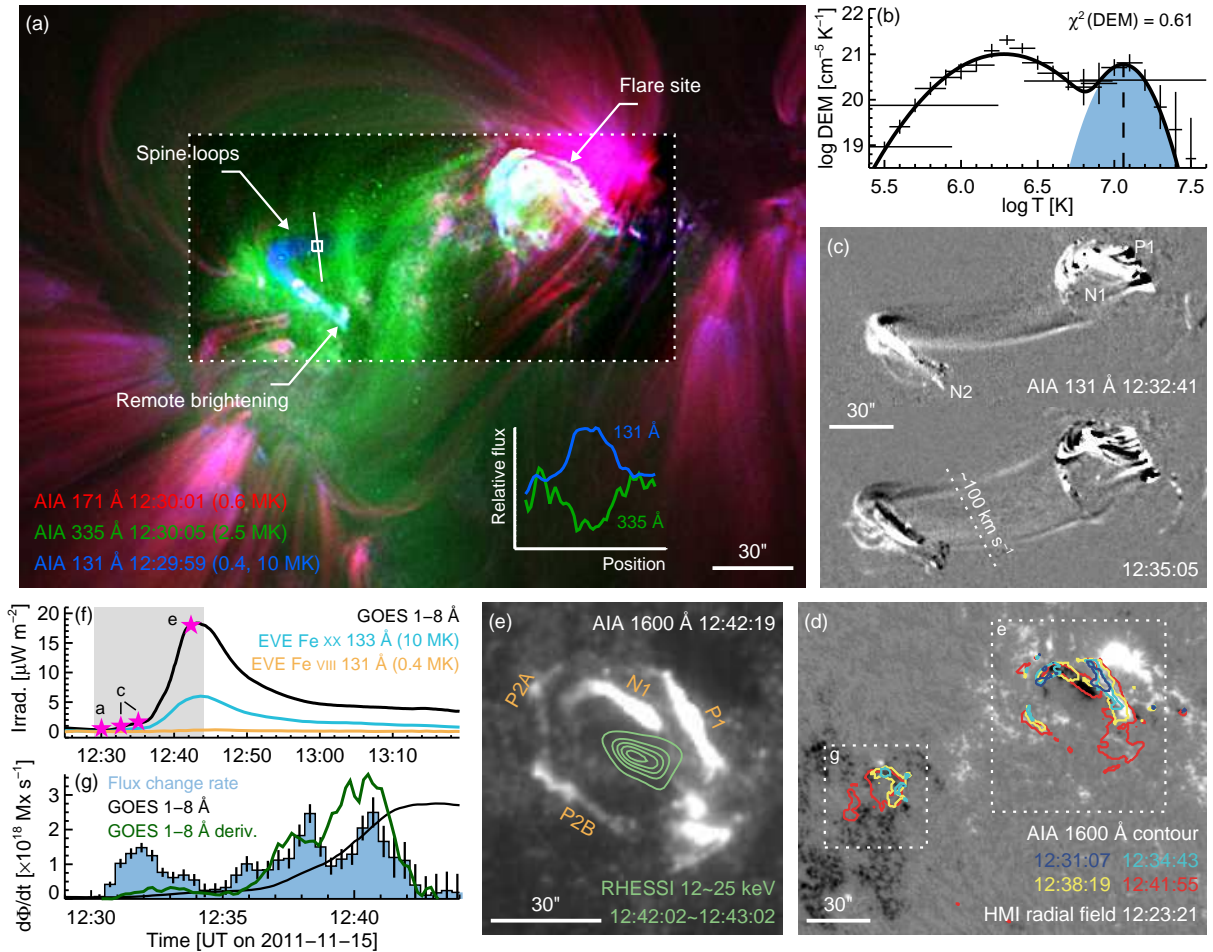 (a)
Flare site
Spine loops
Remote brightening
131 Å
335 Å
Relative flux
Position
AIA 171 Å 12:30:01 (0.6 MK)
AIA 335 Å 12:30:05 (2.5 MK)
AIA 131 Å 12:29:59 (0.4, 10 MK)
30"
(b)
χ²(DEM) = 0.61
log DEM [cm⁻⁵ K⁻¹]
22
21
20
19
5.5 6.0 6.5 7.0 7.5
log T [K]
(c)
P1
N1
N2
AIA 131 Å 12:32:41
30"
~100 km s⁻¹
12:35:05
(f)
GOES 1−8 Å
EVE Fe XX 133 Å (10 MK)
EVE Fe VIII 131 Å (0.4 MK)
Irrad. [μW m⁻²]
20
15
10
5
0
a
c
e
12:30 12:40 12:50 13:00 13:10
(g)
Flux change rate
GOES 1−8 Å
GOES 1−8 Å deriv.
dΦ/dt [×10¹⁸ Mx s⁻¹]
3
2
1
0
12:30 12:35 12:40
Time [UT on 2011−11−15]
(e)
AIA 1600 Å 12:42:19
P2A
N1
P1
P2B
RHESSI 12~25 keV
12:42:02~12:43:02
30"
(d)
e
g
AIA 1600 Å contour
12:31:07 12:34:43
12:38:19 12:41:55
HMI radial field 12:23:21
30"